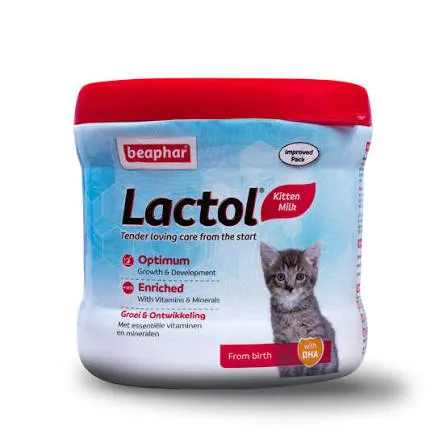 beaphar
Improved
Pack
Lactol®
Kitten
Milk
Tender loving care from the start
Optimum
Growth & Development
Enriched
With Vitamins & Minerals
Groei & Ontwikkeling
Met essentiële vitaminen
en mineralen
From birth
with
DHA